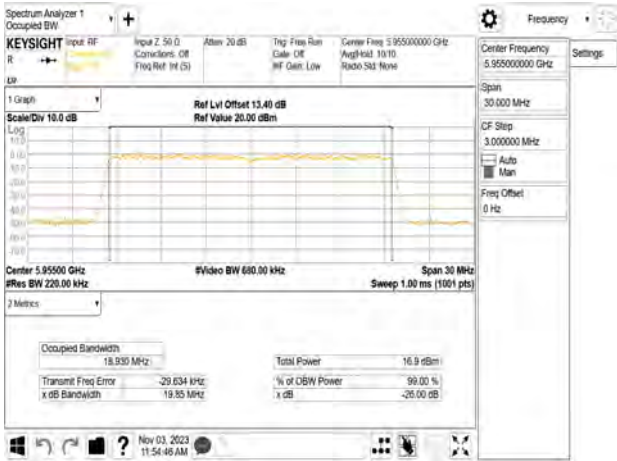 Spectrum Analyzer 1
Occupied BW
Frequency
KEYSIGHT Input: RF
R
Input Z: 50 Ω
Corrections: Off
Freq Ref: Int (S)
Atten: 20 dB
Trig: Free Run
Gate: Off
#IF Gain: Low
Center Freq: 5.955000000 GHz
Avg|Hold: 10/10
Radio Std: None
Center Frequency
5.955000000 GHz
Settings
Span
30.000 MHz
CF Step
3.000000 MHz
Auto
Man
Freq Offset
0 Hz
1 Graph
Scale/Div 10.0 dB
Ref Lvl Offset 13.40 dB
Ref Value 20.00 dBm
Log
Center 5.95500 GHz
#Video BW 680.00 kHz
Span 30 MHz
#Res BW 220.00 kHz
Sweep 1.00 ms (1001 pts)
2 Metrics
Occupied Bandwidth
18.930 MHz
Total Power
16.9 dBm
Transmit Freq Error
-29.634 kHz
% of OBW Power
99.00 %
x dB Bandwidth
19.85 MHz
x dB
-26.00 dB
Nov 03, 2023
11:54:46 AM